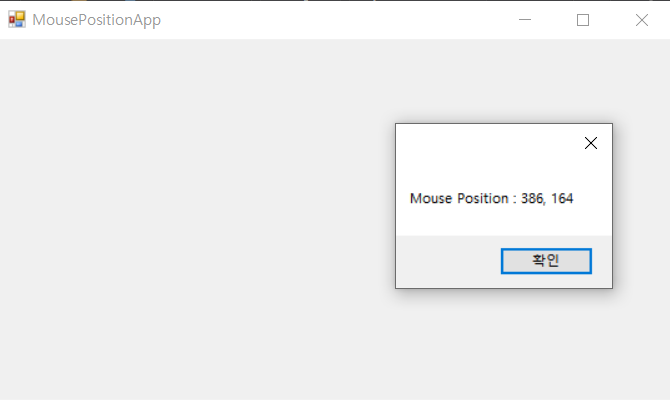 MousePositionApp
Mouse Position : 386, 164
확인